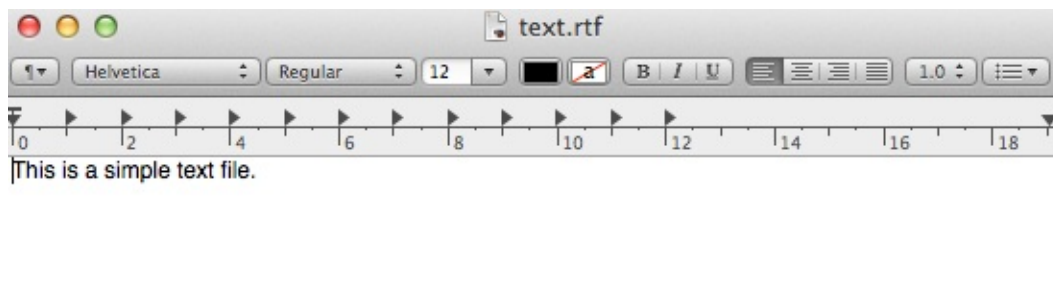 text.rtf
¶ Helvetica Regular 12 a B I U 1.0
0 2 4 6 8 10 12 14 16 18
This is a simple text file.